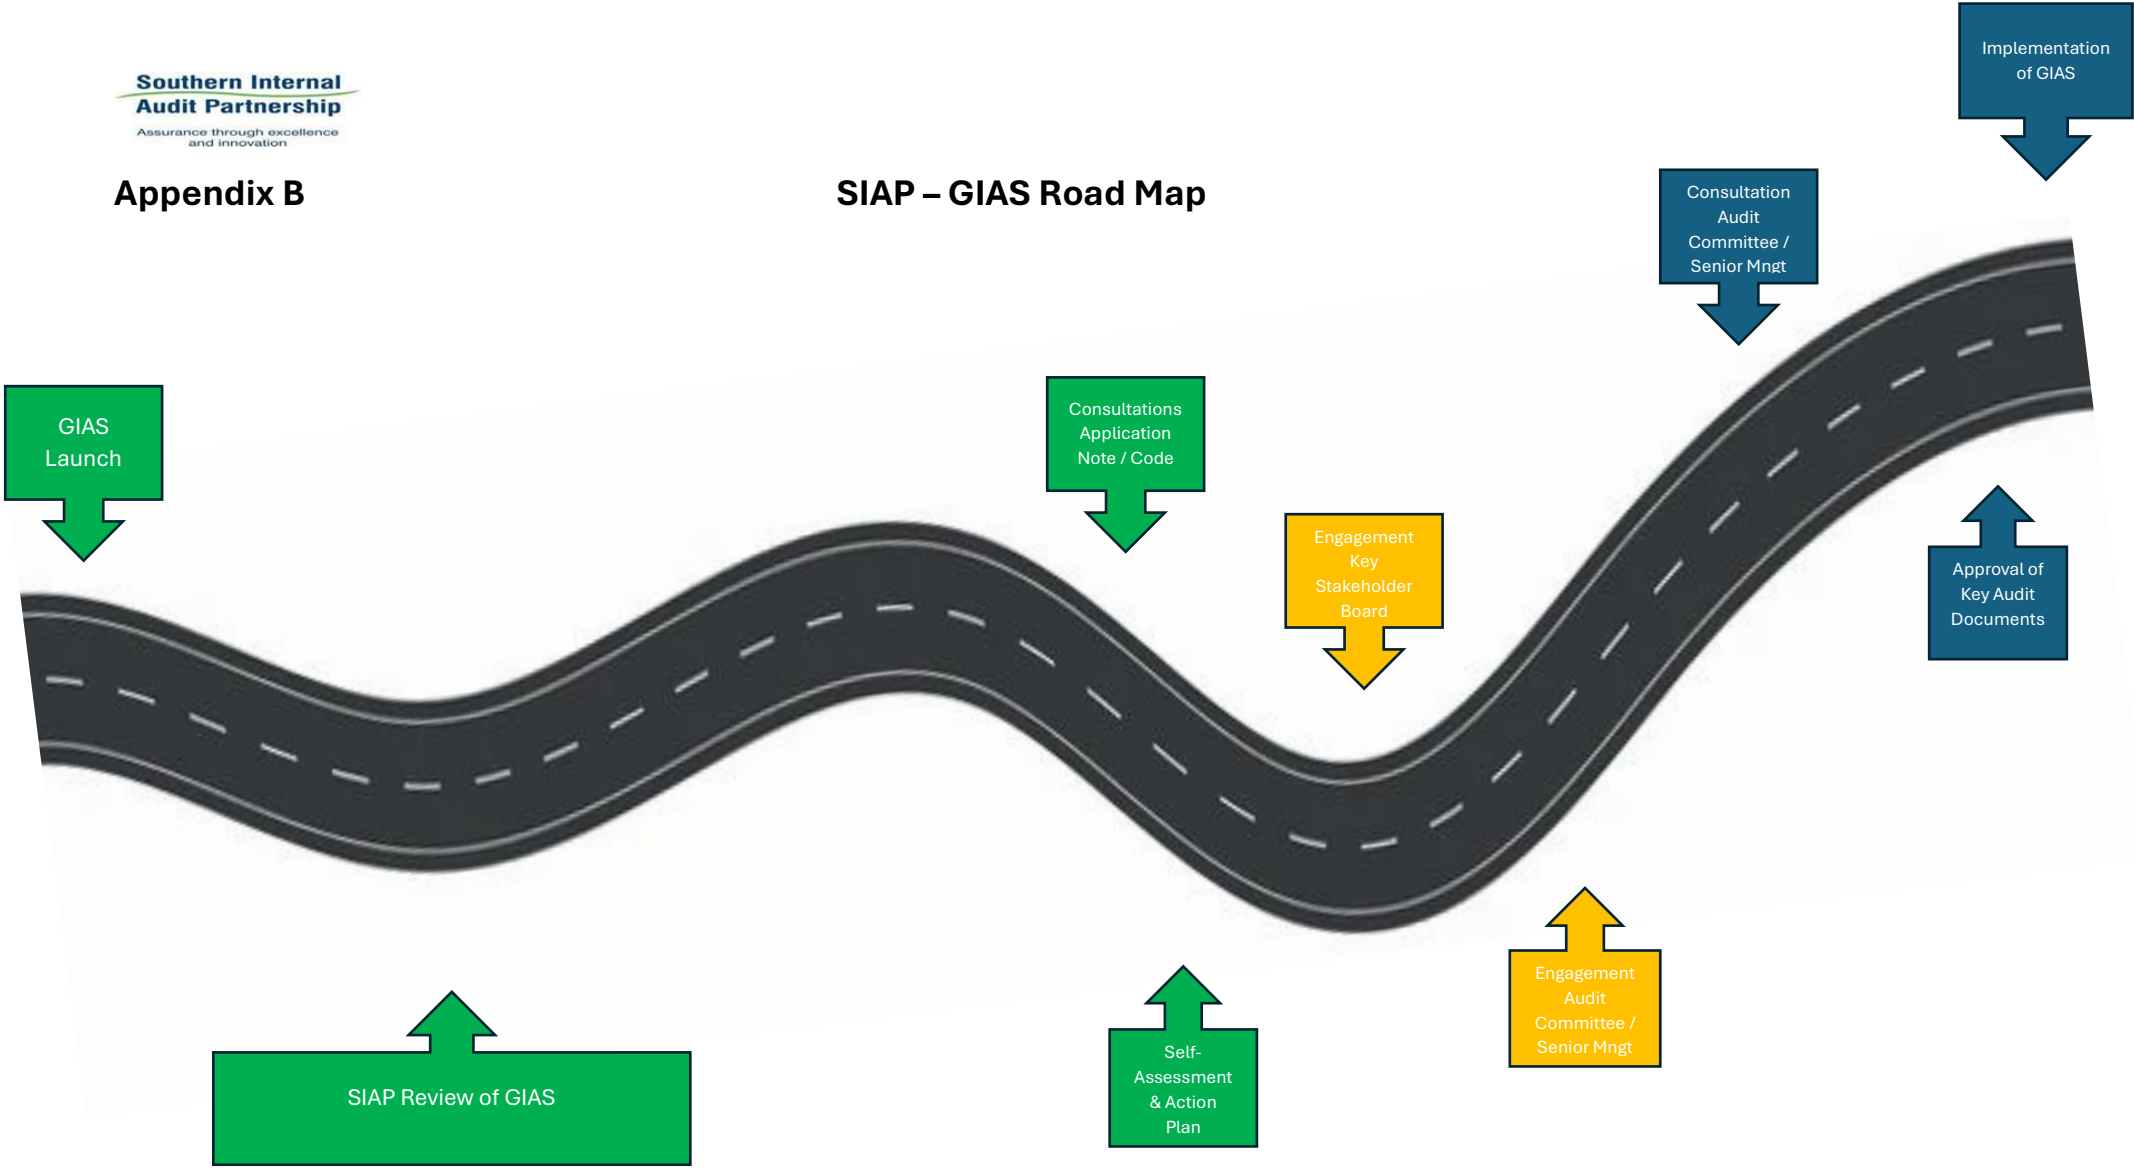 Southern Internal
Audit Partnership
Assurance through excellence
and innovation
Appendix B
SIAP – GIAS Road Map
Implementation
of GIAS
Consultation
Audit
Committee /
Senior Mngt
GIAS
Launch
Consultations
Application
Note / Code
Engagement
Key
Stakeholder
Board
Approval of
Key Audit
Documents
Engagement
Audit
Committee /
Senior Mngt
Self-
Assessment
& Action
Plan
SIAP Review of GIAS